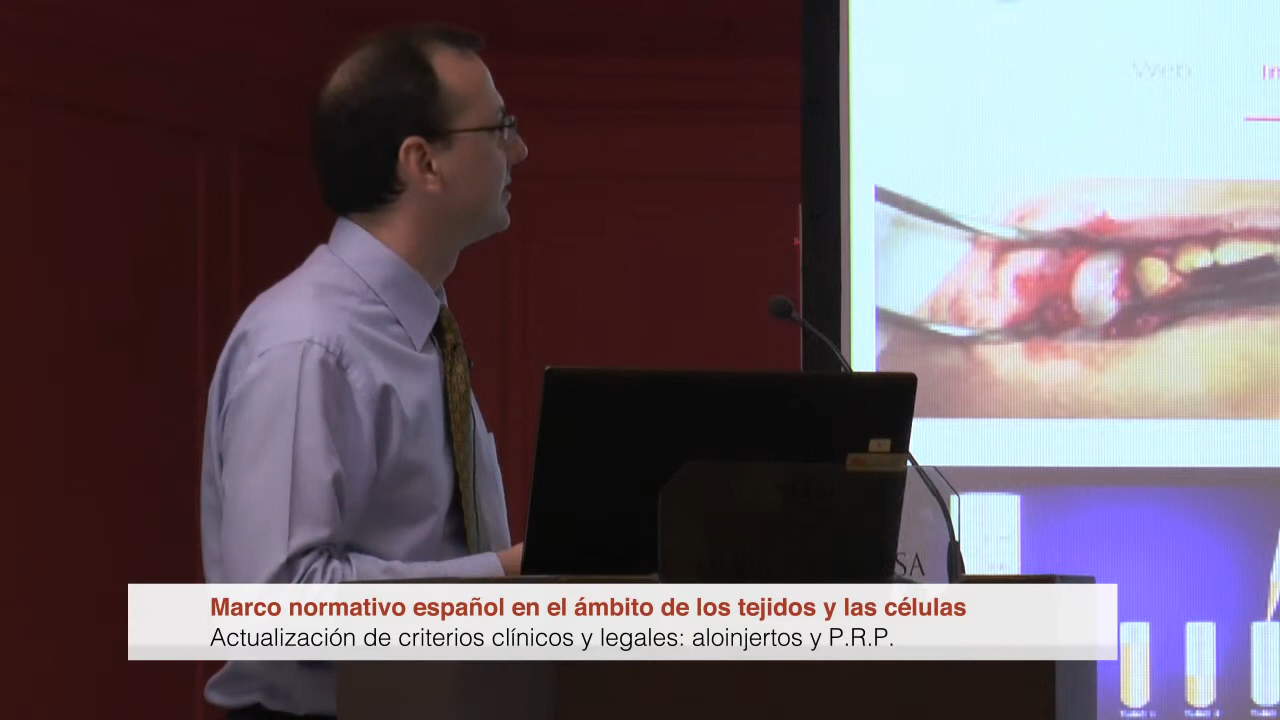 Web
Marco normativo español en el ámbito de los tejidos y las células
Actualización de criterios clínicos y legales: aloinjertos y P.R.P.